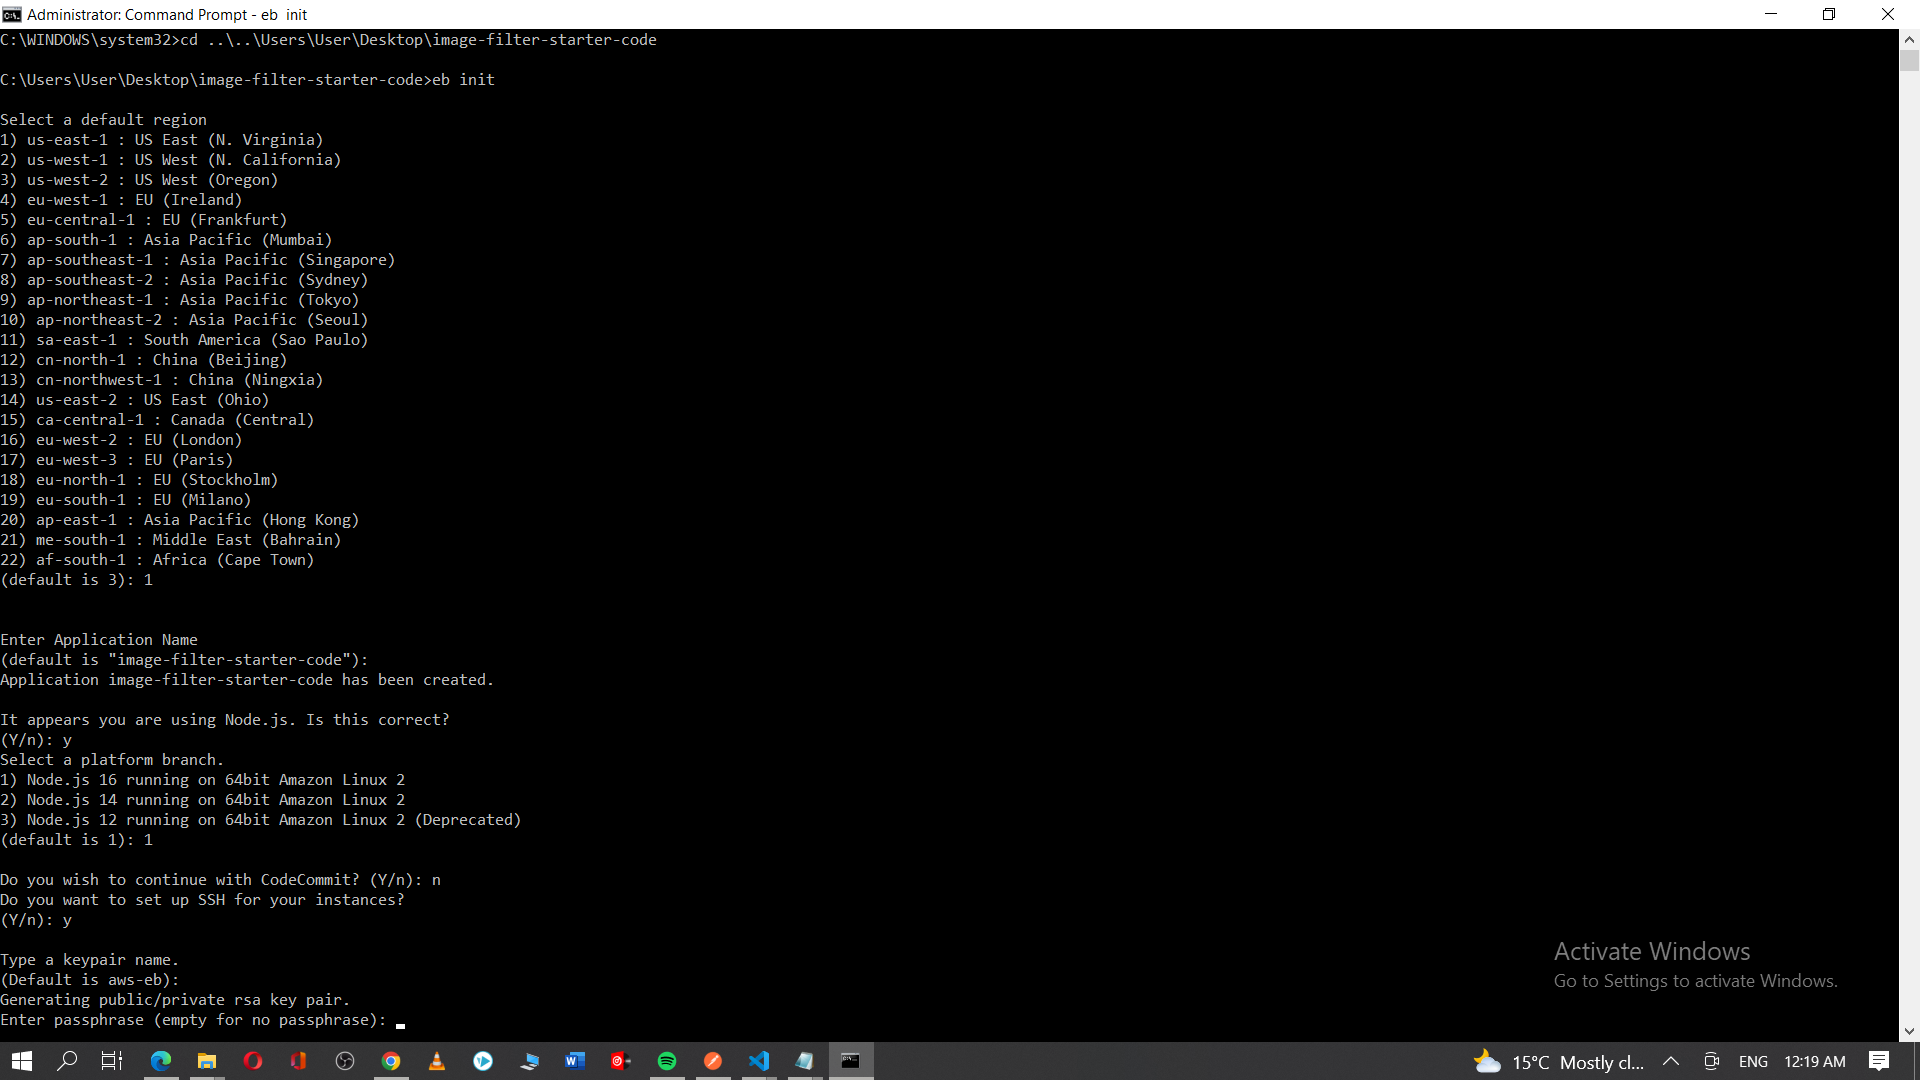 Administrator: Command Prompt - eb  init
C:\WINDOWS\system32>cd ..\..\Users\User\Desktop\image-filter-starter-code
C:\Users\User\Desktop\image-filter-starter-code>eb init
Select a default region
1) us-east-1 : US East (N. Virginia)
2) us-west-1 : US West (N. California)
3) us-west-2 : US West (Oregon)
4) eu-west-1 : EU (Ireland)
5) eu-central-1 : EU (Frankfurt)
6) ap-south-1 : Asia Pacific (Mumbai)
7) ap-southeast-1 : Asia Pacific (Singapore)
8) ap-southeast-2 : Asia Pacific (Sydney)
9) ap-northeast-1 : Asia Pacific (Tokyo)
10) ap-northeast-2 : Asia Pacific (Seoul)
11) sa-east-1 : South America (Sao Paulo)
12) cn-north-1 : China (Beijing)
13) cn-northwest-1 : China (Ningxia)
14) us-east-2 : US East (Ohio)
15) ca-central-1 : Canada (Central)
16) eu-west-2 : EU (London)
17) eu-west-3 : EU (Paris)
18) eu-north-1 : EU (Stockholm)
19) eu-south-1 : EU (Milano)
20) ap-east-1 : Asia Pacific (Hong Kong)
21) me-south-1 : Middle East (Bahrain)
22) af-south-1 : Africa (Cape Town)
(default is 3): 1
Enter Application Name
(default is "image-filter-starter-code"):
Application image-filter-starter-code has been created.
It appears you are using Node.js. Is this correct?
(Y/n): y
Select a platform branch.
1) Node.js 16 running on 64bit Amazon Linux 2
2) Node.js 14 running on 64bit Amazon Linux 2
3) Node.js 12 running on 64bit Amazon Linux 2 (Deprecated)
(default is 1): 1
Do you wish to continue with CodeCommit? (Y/n): n
Do you want to set up SSH for your instances?
(Y/n): y
Type a keypair name.
(Default is aws-eb):
Generating public/private rsa key pair.
Enter passphrase (empty for no passphrase):
Activate Windows
Go to Settings to activate Windows.
15°C Mostly cl... ENG 12:19 AM